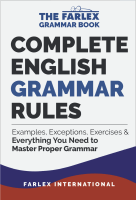 THE FARLEX
GRAMMAR BOOK
COMPLETE
ENGLISH
GRAMMAR
RULES
Examples, Exceptions, Exercises &
Everything You Need to
Master Proper Grammar
FARLEX INTERNATIONAL